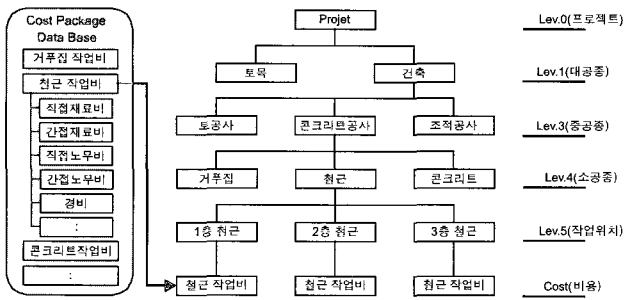 Cost Package
Data Base
거푸집 작업비
철근 작업비
직접재료비
간접재료비
직접노무비
간접노무비
경비
:
콘크리트작업비
:
Projet
Lev.0(프로젝트)
토목
건축
Lev.1(대공종)
토공사
콘크리트공사
조적공사
Lev.3(중공종)
거푸집
철근
콘크리트
Lev.4(소공종)
1층 철근
2층 철근
3층 철근
Lev.5(작업위치)
철근 작업비
철근 작업비
철근 작업비
Cost(비용)